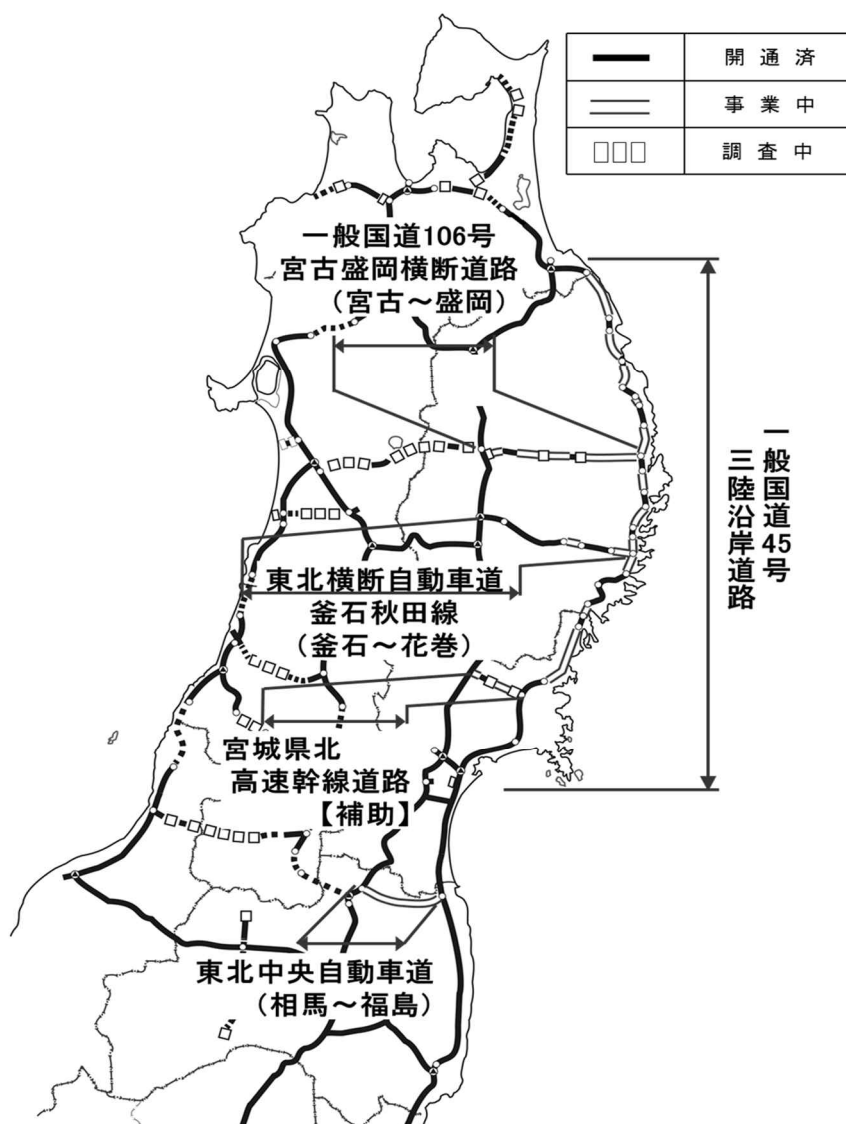 開通済
事業中
調査中
一般国道106号
宮古盛岡横断道路
（宮古～盛岡）
一般国道45号
三陸沿岸道路
東北横断自動車道
釜石秋田線
（釜石～花巻）
宮城県北
高速幹線道路
【補助】
東北中央自動車道
（相馬～福島）